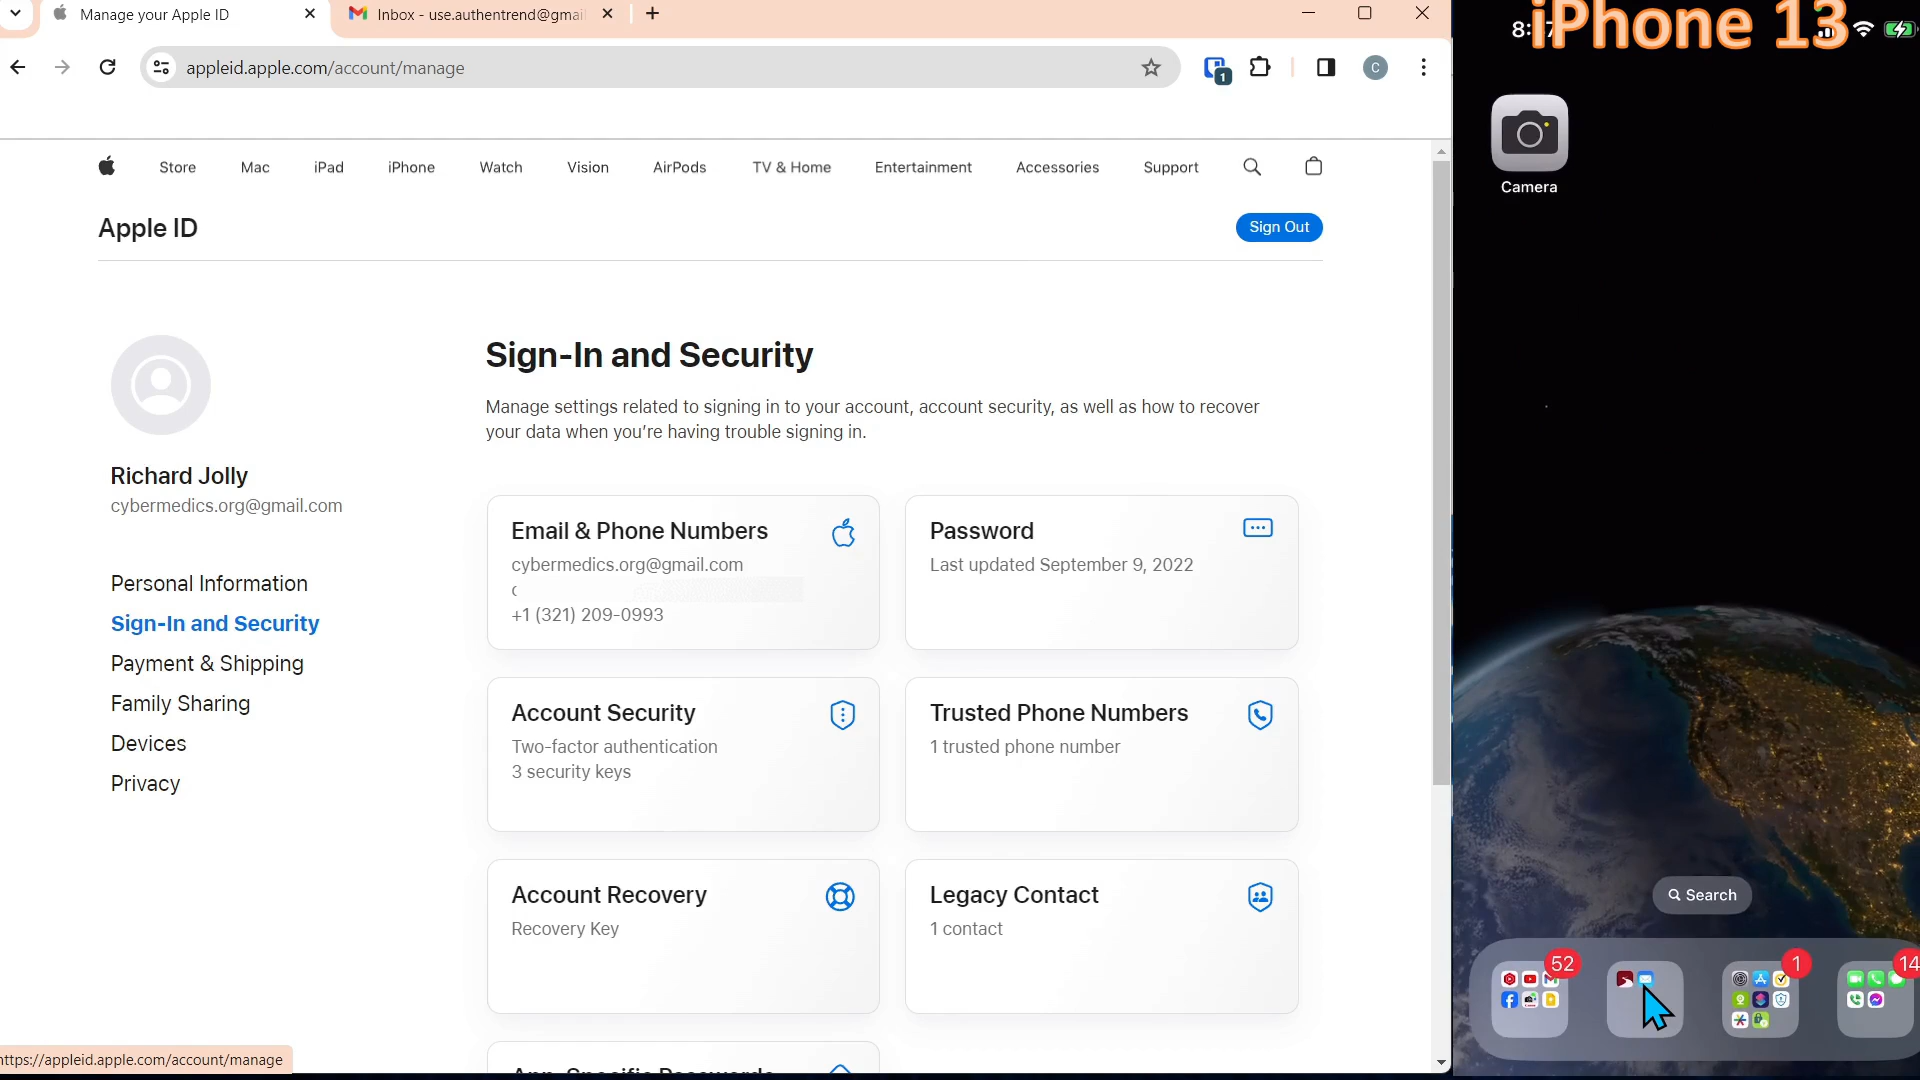 Manage your Apple ID
Inbox - use.authentrend@gmai
appleid.apple.com/account/manage
1
C
Store Mac iPad iPhone Watch Vision AirPods TV & Home Entertainment Accessories Support
Apple ID
Sign Out
Richard Jolly
cybermedics.org@gmail.com
Personal Information
Sign-In and Security
Payment & Shipping
Family Sharing
Devices
Privacy
Sign-In and Security
Manage settings related to signing in to your account, account security, as well as how to recover
your data when you’re having trouble signing in.
Email & Phone Numbers
cybermedics.org@gmail.com
+1 (321) 209-0993
Password
Last updated September 9, 2022
Account Security
Two-factor authentication
3 security keys
Trusted Phone Numbers
1 trusted phone number
Account Recovery
Recovery Key
Legacy Contact
1 contact
App-Specific Passwords
https://appleid.apple.com/account/manage
iPhone 13
Camera
Search
52
1
14